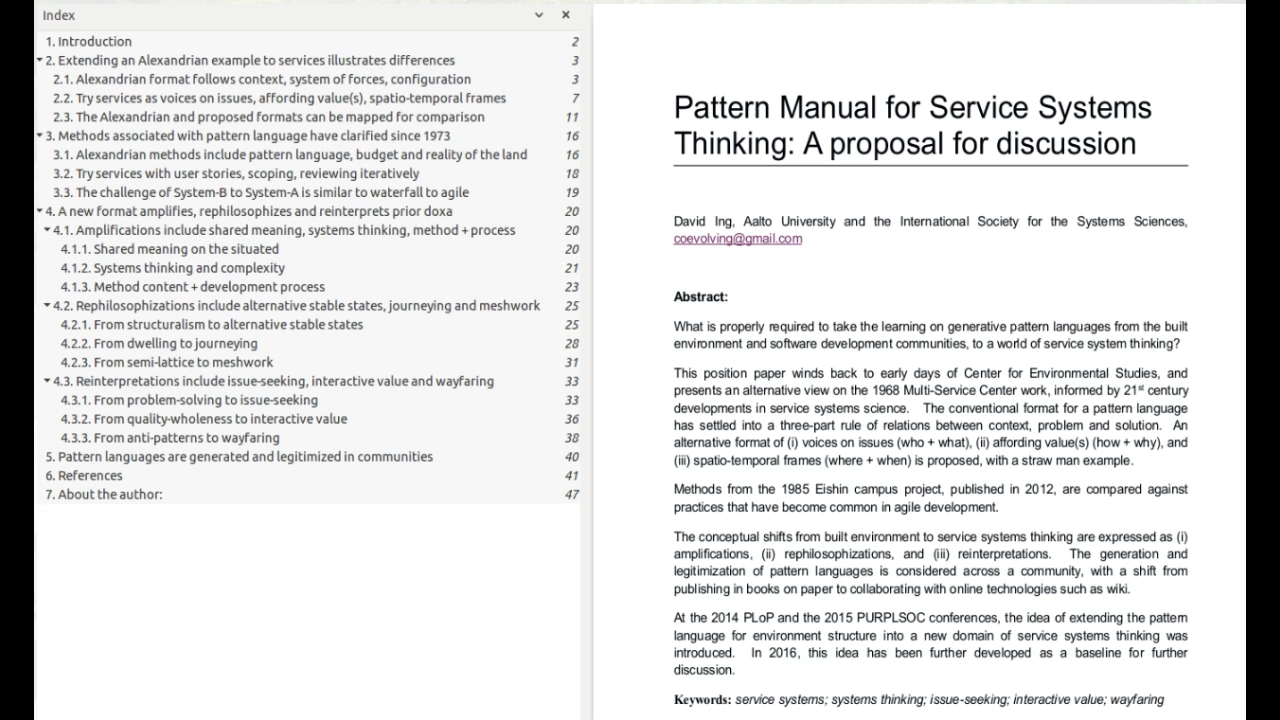 Index
1. Introduction 2
2. Extending an Alexandrian example to services illustrates differences 3
2.1. Alexandrian format follows context, system of forces, configuration 3
2.2. Try services as voices on issues, affording value(s), spatio-temporal frames 7
2.3. The Alexandrian and proposed formats can be mapped for comparison 11
3. Methods associated with pattern language have clarified since 1973 16
3.1. Alexandrian methods include pattern language, budget and reality of the land 16
3.2. Try services with user stories, scoping, reviewing iteratively 18
3.3. The challenge of System-B to System-A is similar to waterfall to agile 19
4. A new format amplifies, rephilosophizes and reinterprets prior doxa 20
4.1. Amplifications include shared meaning, systems thinking, method + process 20
4.1.1. Shared meaning on the situated 20
4.1.2. Systems thinking and complexity 21
4.1.3. Method content + development process 23
4.2. Rephilosophizations include alternative stable states, journeying and meshwork 25
4.2.1. From structuralism to alternative stable states 25
4.2.2. From dwelling to journeying 28
4.2.3. From semi-lattice to meshwork 31
4.3. Reinterpretations include issue-seeking, interactive value and wayfaring 33
4.3.1. From problem-solving to issue-seeking 33
4.3.2. From quality-wholeness to interactive value 36
4.3.3. From anti-patterns to wayfaring 38
5. Pattern languages are generated and legitimized in communities 40
6. References 41
7. About the author: 47
Pattern Manual for Service Systems
Thinking: A proposal for discussion
David Ing, Aalto University and the International Society for the Systems Sciences,
coevolving@gmail.com
Abstract:
What is properly required to take the learning on generative pattern languages from the built
environment and software development communities, to a world of service system thinking?
This position paper winds back to early days of Center for Environmental Studies, and
presents an alternative view on the 1968 Multi-Service Center work, informed by 21st century
developments in service systems science. The conventional format for a pattern language
has settled into a three-part rule of relations between context, problem and solution. An
alternative format of (i) voices on issues (who + what), (ii) affording value(s) (how + why), and
(iii) spatio-temporal frames (where + when) is proposed, with a straw man example.
Methods from the 1985 Eishin campus project, published in 2012, are compared against
practices that have become common in agile development.
The conceptual shifts from built environment to service systems thinking are expressed as (i)
amplifications, (ii) rephilosophizations, and (iii) reinterpretations. The generation and
legitimization of pattern languages is considered across a community, with a shift from
publishing in books on paper to collaborating with online technologies such as wiki.
At the 2014 PLoP and the 2015 PURPLSOC conferences, the idea of extending the pattern
language for environment structure into a new domain of service systems thinking was
introduced. In 2016, this idea has been further developed as a baseline for further
discussion.
Keywords: service systems; systems thinking; issue-seeking; interactive value; wayfaring